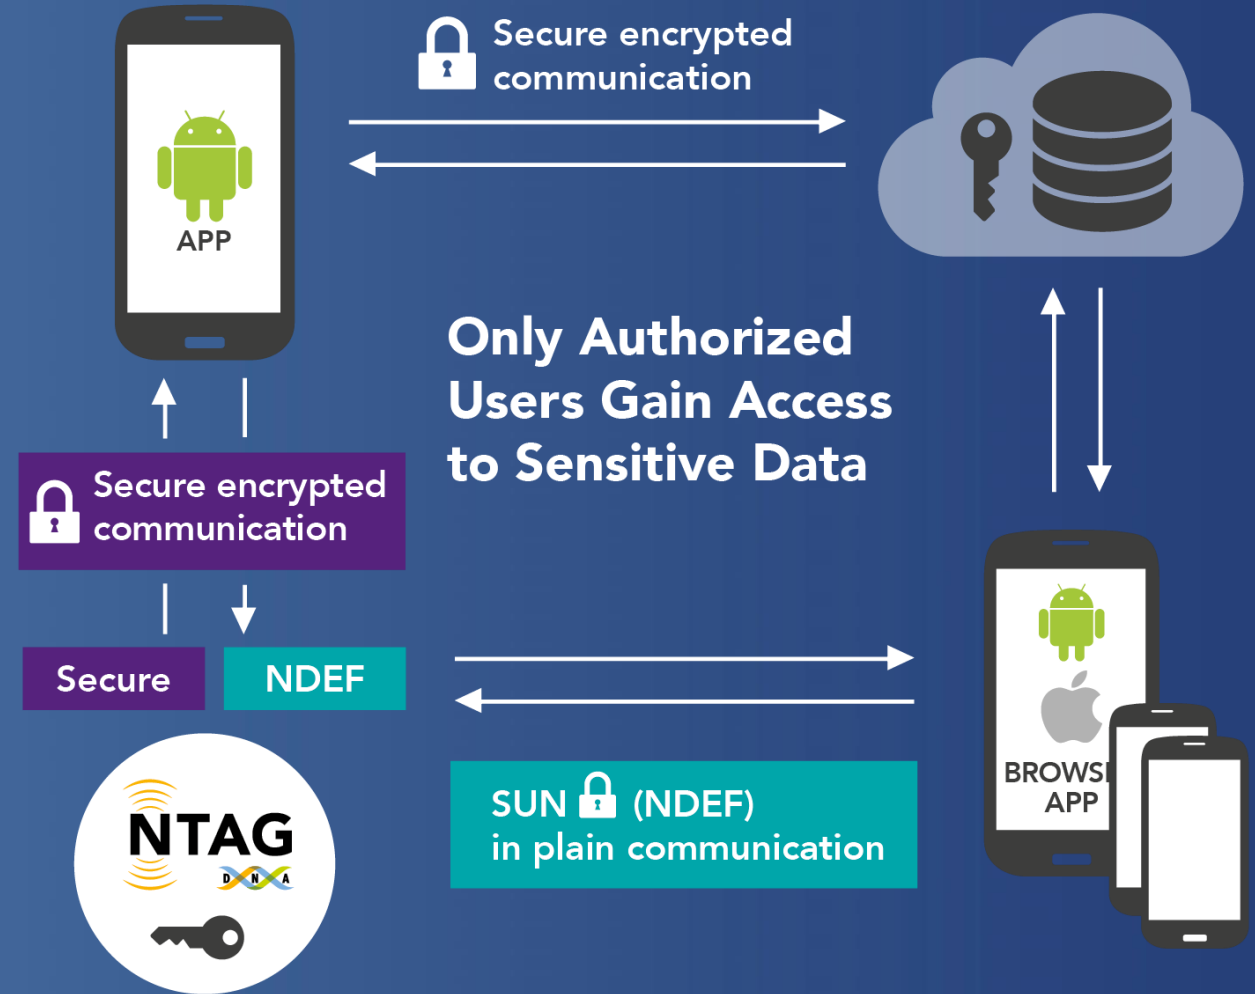 Secure encrypted
communication
APP
Only Authorized
Users Gain Access
to Sensitive Data
Secure encrypted
communication
Secure
NDEF
SUN (NDEF)
in plain communication
NTAG
DNA
APP